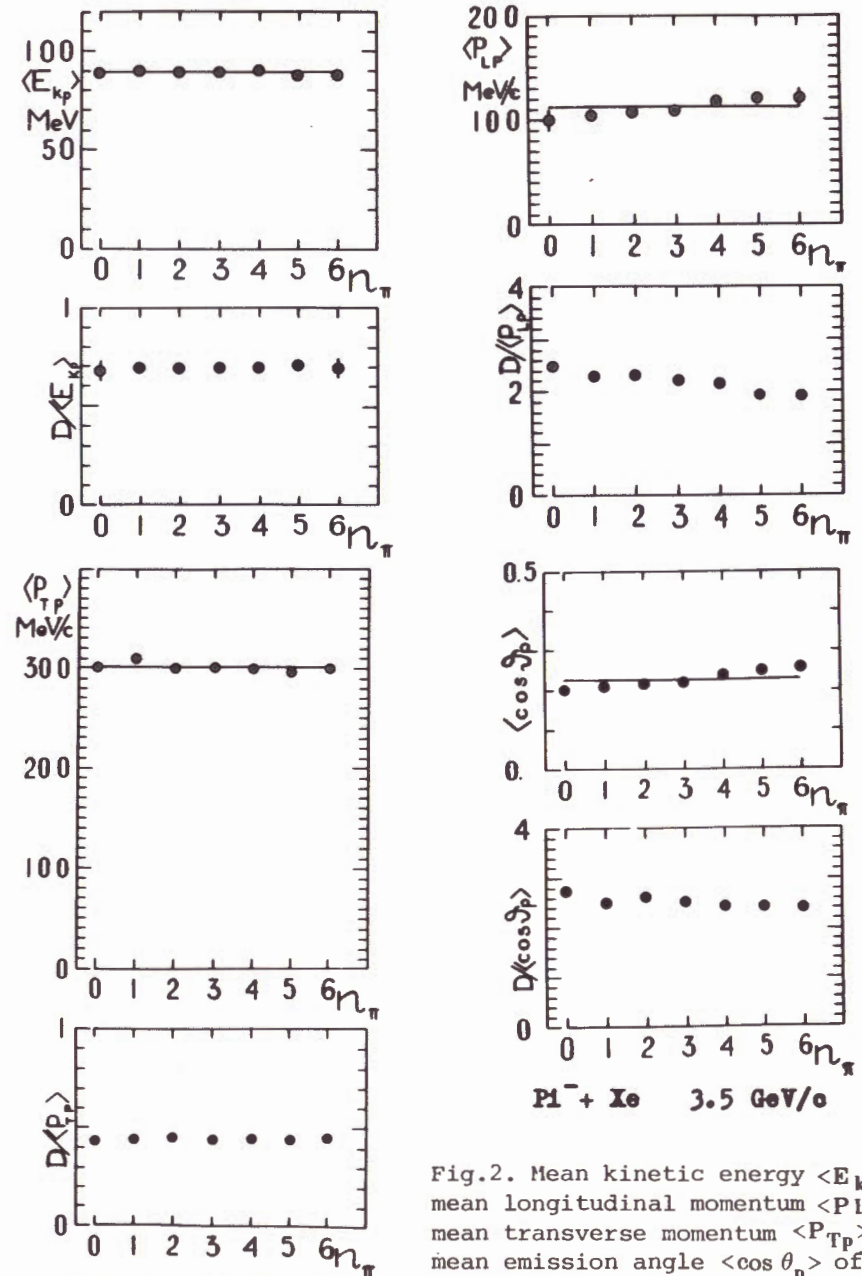 100
⟨E_kp⟩
MeV
50
0
0 1 2 3 4 5 6 n_π
1
D/⟨E_kp⟩
0
0 1 2 3 4 5 6 n_π
⟨P_TP⟩
MeV/c
300
200
100
0
0 1 2 3 4 5 6 n_π
1
D/⟨P_TP⟩
0
0 1 2 3 4 5 6 n_π
200
⟨P_LP⟩
MeV/c
100
0
0 1 2 3 4 5 6 n_π
4
D/⟨P_LP⟩
2
0
0 1 2 3 4 5 6 n_π
0.5
⟨cosϑ_p⟩
0.
0 1 2 3 4 5 6 n_π
4
D/⟨cosϑ_p⟩
0
0 1 2 3 4 5 6 n_π
Pi⁻+ Xe 3.5 GeV/c
Fig.2. Mean kinetic energy <E_k
mean longitudinal momentum <Pl
mean transverse momentum <P_Tp>
mean emission angle <cos θ_p> of